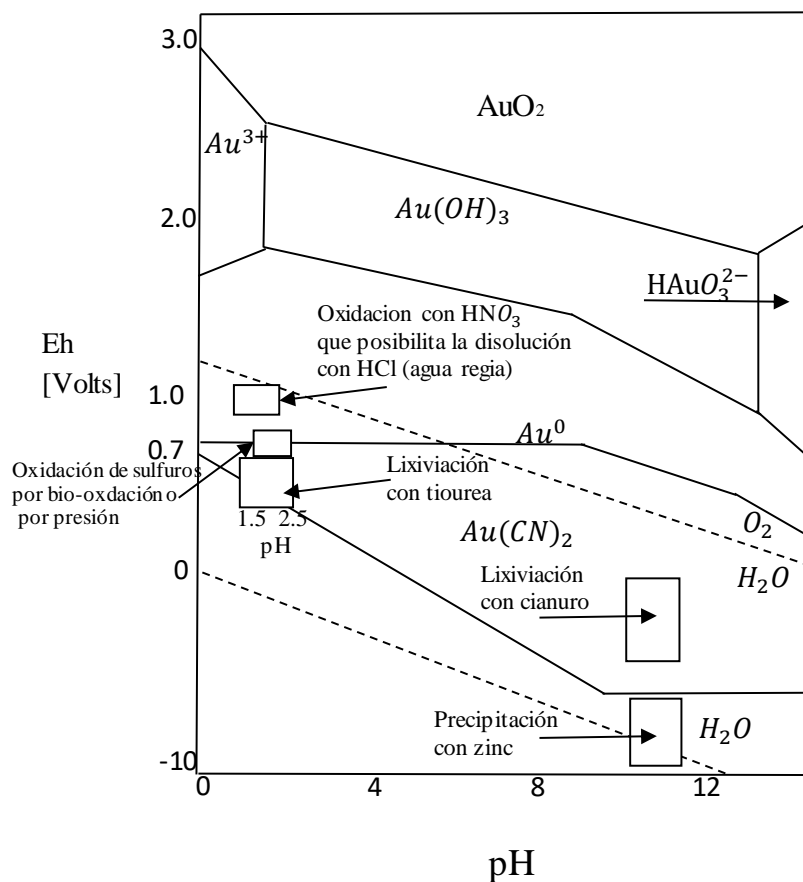 3.0
AuO₂
Au³⁺
2.0
Au(OH)₃
HAuO₃²⁻
Oxidacion con HNO₃
que posibilita la disolución
con HCl (agua regia)
Eh
[Volts]
1.0
0.7
Au⁰
Oxidación de sulfuros
por bio-oxdación o
por presión
Lixiviación
con tiourea
1.5 2.5
pH
Au(CN)₂
O₂
H₂O
0
Lixiviación
con cianuro
Precipitación
con zinc
H₂O
-10
0 4 8 12
pH